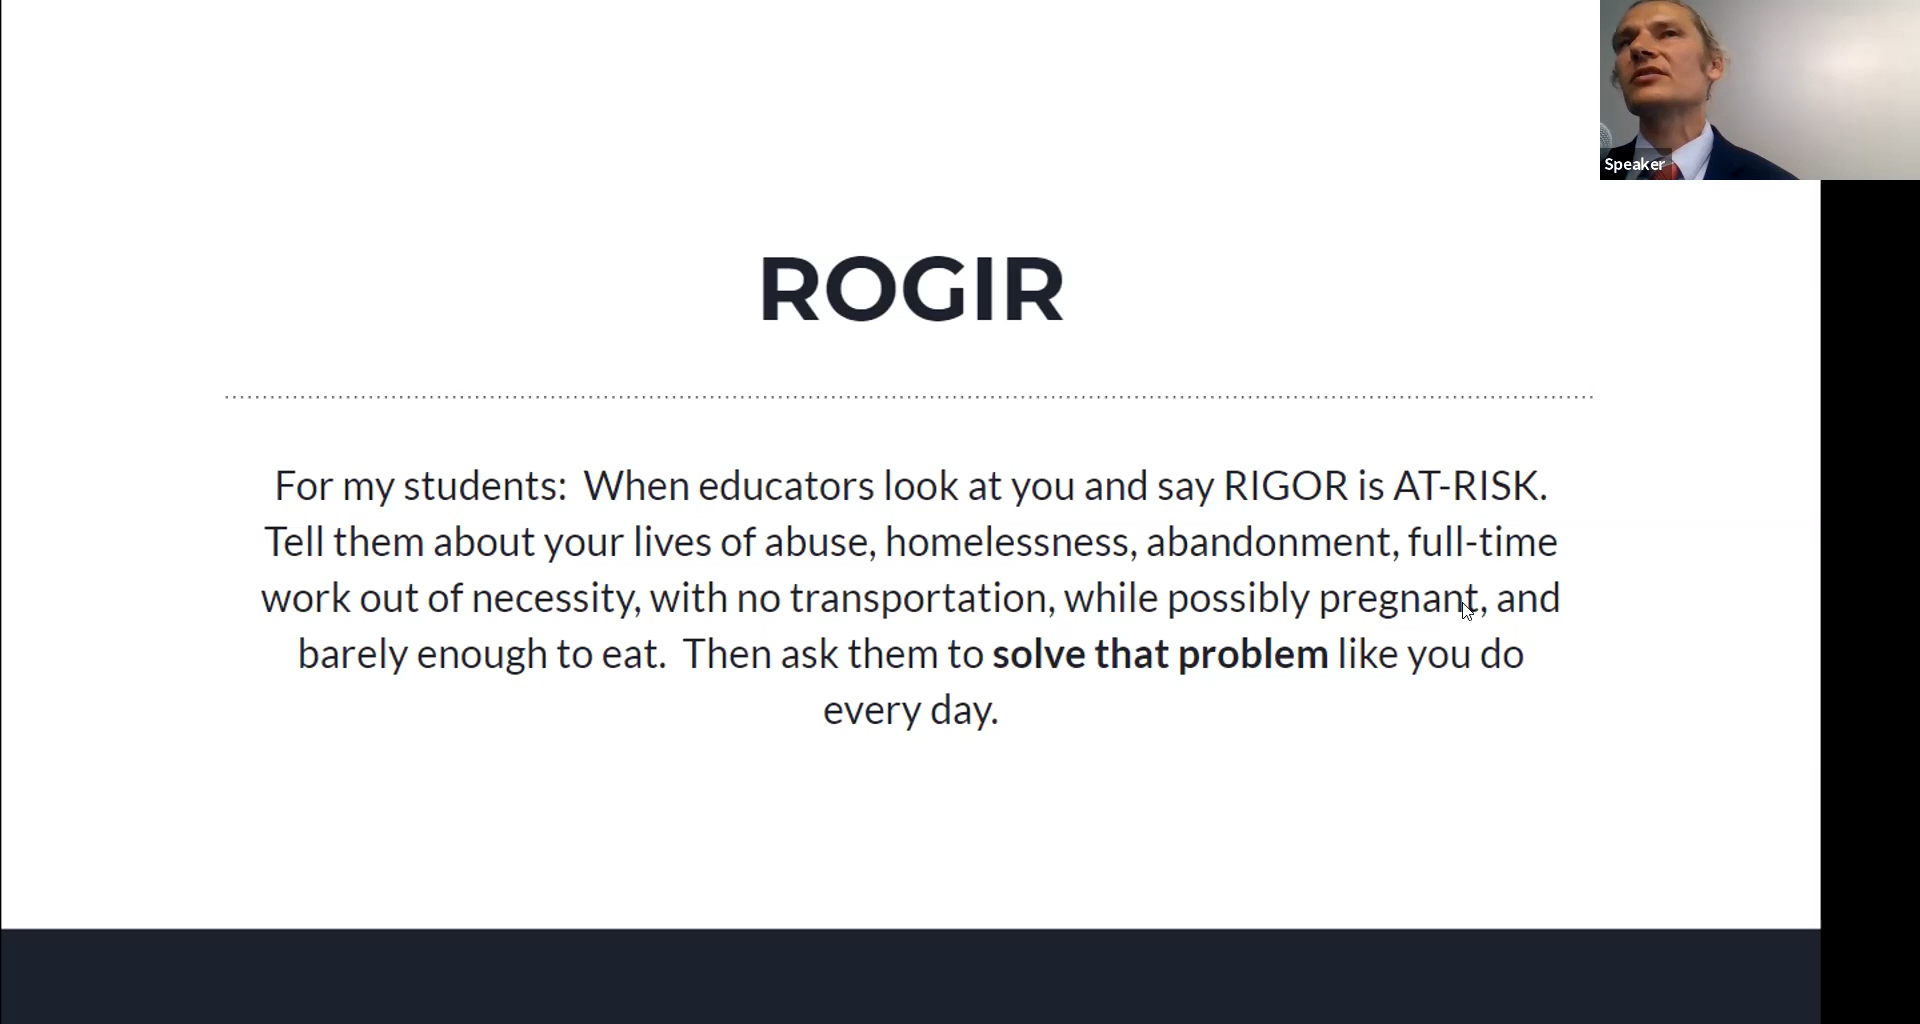 Speaker
ROGIR
For my students:  When educators look at you and say RIGOR is AT-RISK.
Tell them about your lives of abuse, homelessness, abandonment, full-time
work out of necessity, with no transportation, while possibly pregnant, and
barely enough to eat.  Then ask them to solve that problem like you do
every day.